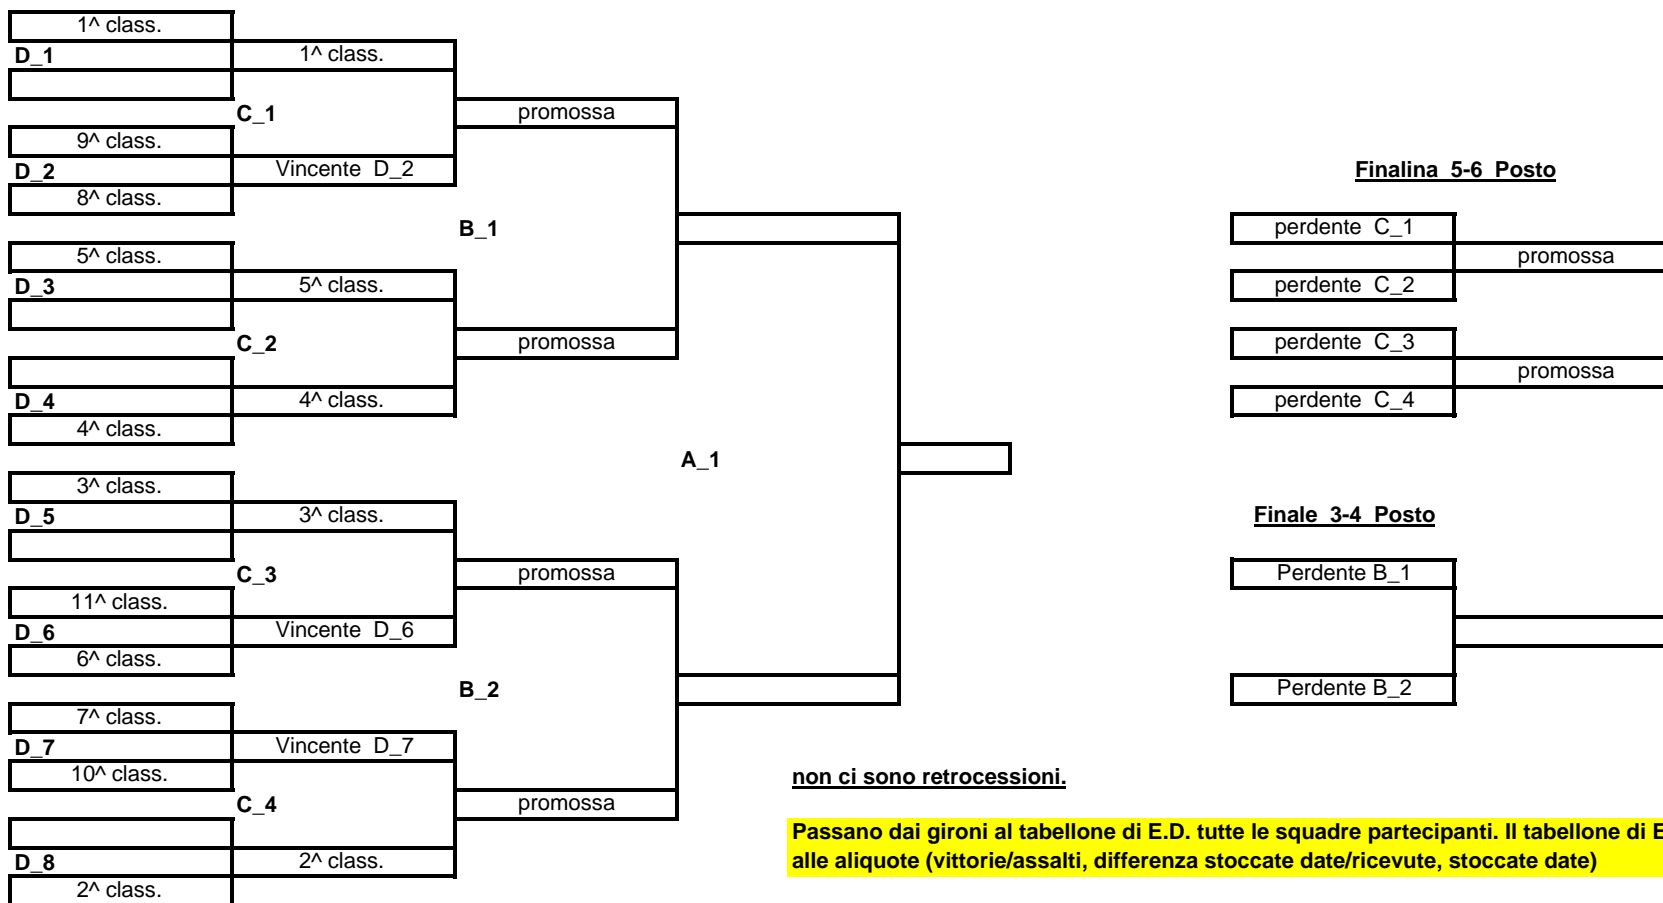 1^ class.
D_1
1^ class.
C_1
promossa
9^ class.
D_2
Vincente D_2
8^ class.
B_1
5^ class.
D_3
5^ class.
C_2
promossa
D_4
4^ class.
4^ class.
A_1
3^ class.
D_5
3^ class.
C_3
promossa
11^ class.
D_6
Vincente D_6
6^ class.
B_2
7^ class.
D_7
Vincente D_7
10^ class.
C_4
promossa
D_8
2^ class.
2^ class.
Finalina 5-6 Posto
perdente C_1
promossa
perdente C_2
perdente C_3
promossa
perdente C_4
Finale 3-4 Posto
Perdente B_1
Perdente B_2
non ci sono retrocessioni.
Passano dai gironi al tabellone di E.D. tutte le squadre partecipanti. Il tabellone di E
alle aliquote (vittorie/assalti, differenza stoccate date/ricevute, stoccate date)